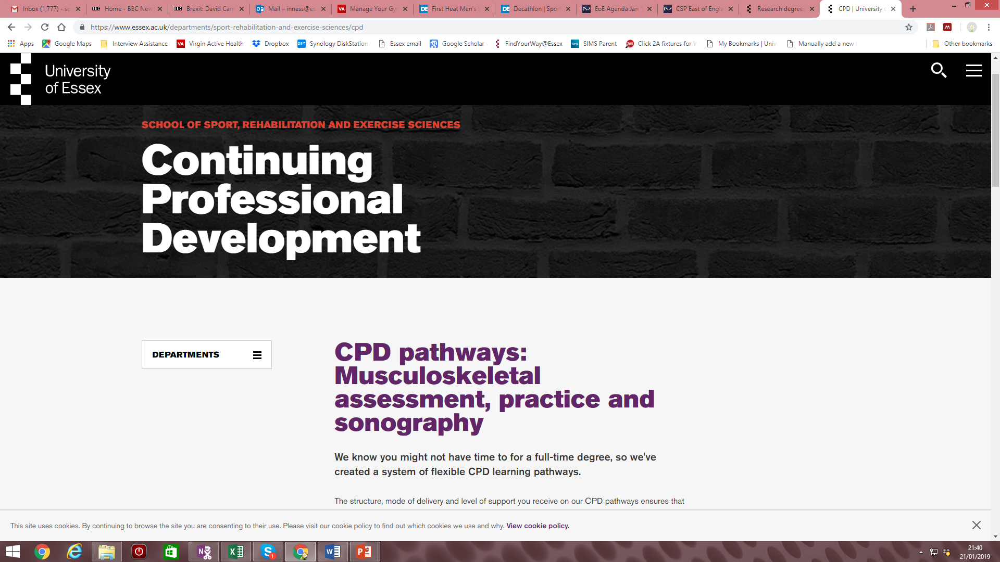 Inbox (1,777) - su
Home - BBC New
Brexit: David Cam
Mail – inness@es
Manage Your Gy
First Heat Men's S
Decathlon | Sport
EoE Agenda Jan
CSP East of Engla
Research degrees
CPD | University o
https://www.essex.ac.uk/departments/sport-rehabilitation-and-exercise-sciences/cpd
Apps
Google Maps
Interview Assistance
VA Virgin Active Health
Dropbox
DSM Synology DiskStation
Essex email
Google Scholar
FindYourWay@Essex
SIMS SIMS Parent
365 Click 2A fixtures for W
My Bookmarks | Univ
Manually add a new
Other bookmarks
University
of Essex
SCHOOL OF SPORT, REHABILITATION AND EXERCISE SCIENCES
Continuing
Professional
Development
DEPARTMENTS
CPD pathways:
Musculoskeletal
assessment, practice and
sonography
We know you might not have time to for a full-time degree, so we've
created a system of flexible CPD learning pathways.
The structure, mode of delivery and level of support you receive on our CPD pathways ensures that
This site uses cookies. By continuing to browse the site you are consenting to their use. Please visit our cookie policy to find out which cookies we use and why. View cookie policy.
21:40
21/01/2019